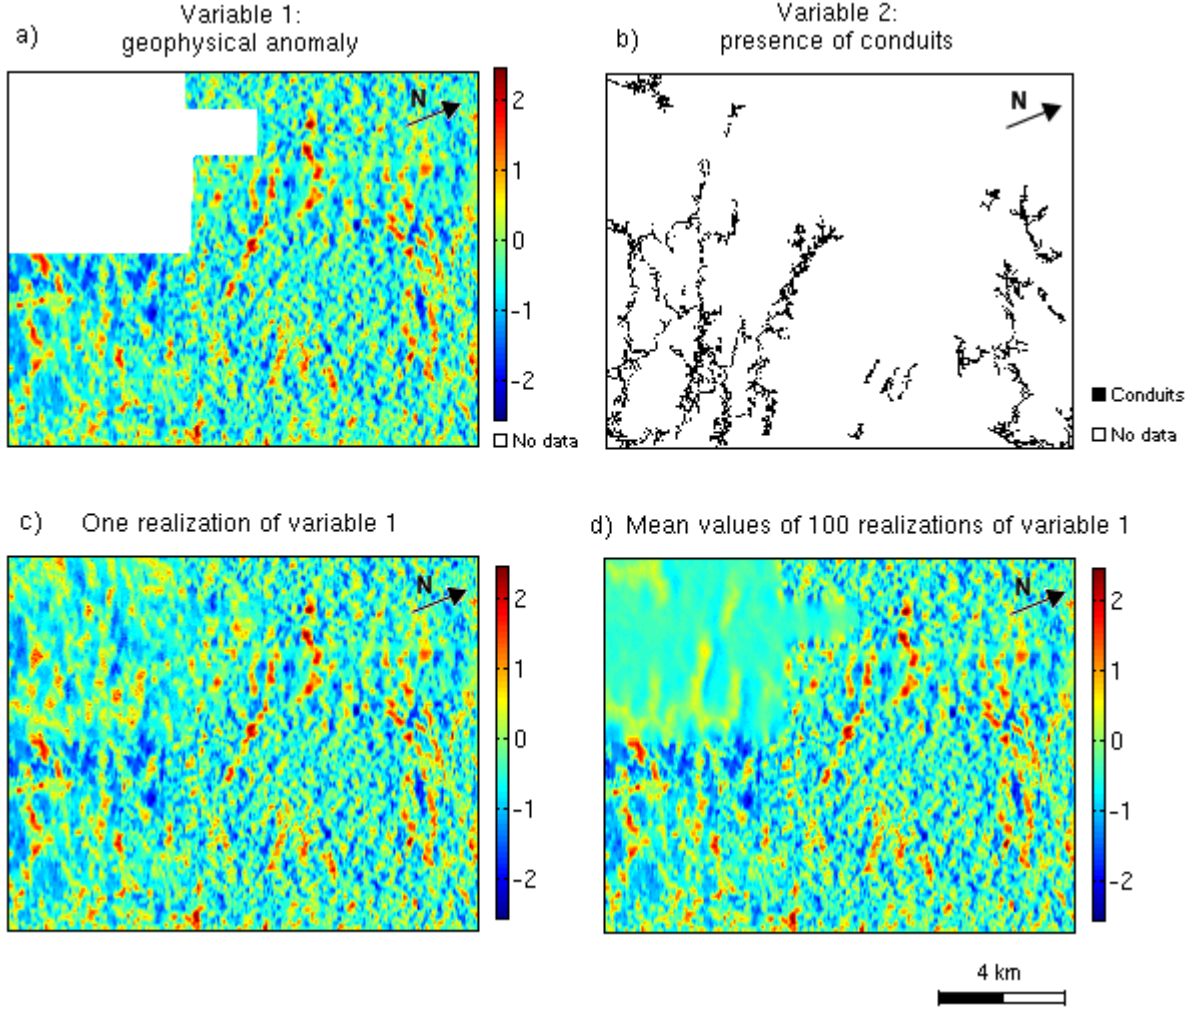 a)
Variable 1:
geophysical anomaly
N
2
1
0
-1
-2
No data
b)
Variable 2:
presence of conduits
N
Conduits
No data
c)
One realization of variable 1
N
2
1
0
-1
-2
d) Mean values of 100 realizations of variable 1
N
2
1
0
-1
-2
4 km